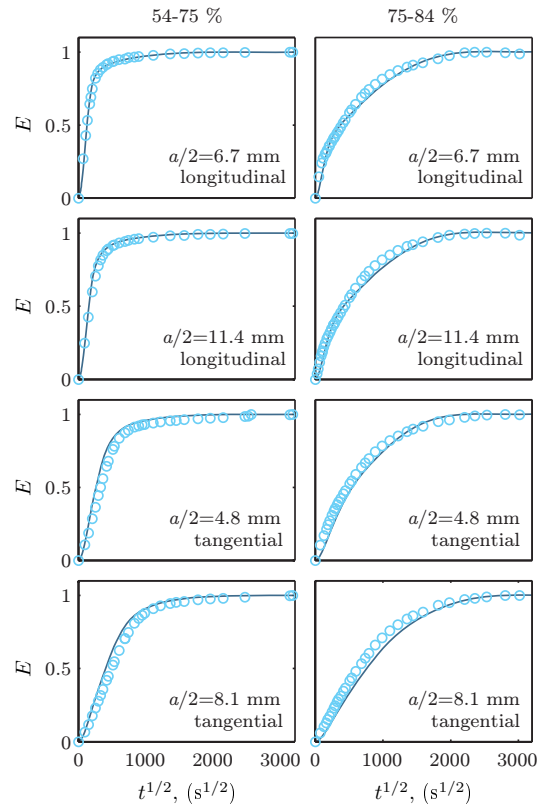 54-75 %
75-84 %
1
0.5
0
E
a/2=6.7 mm
longitudinal
a/2=6.7 mm
longitudinal
1
0.5
0
E
a/2=11.4 mm
longitudinal
a/2=11.4 mm
longitudinal
1
0.5
0
E
a/2=4.8 mm
tangential
a/2=4.8 mm
tangential
1
0.5
0
E
a/2=8.1 mm
tangential
a/2=8.1 mm
tangential
0 1000 2000 3000
0 1000 2000 3000
t^{1/2}, (s^{1/2})
t^{1/2}, (s^{1/2})